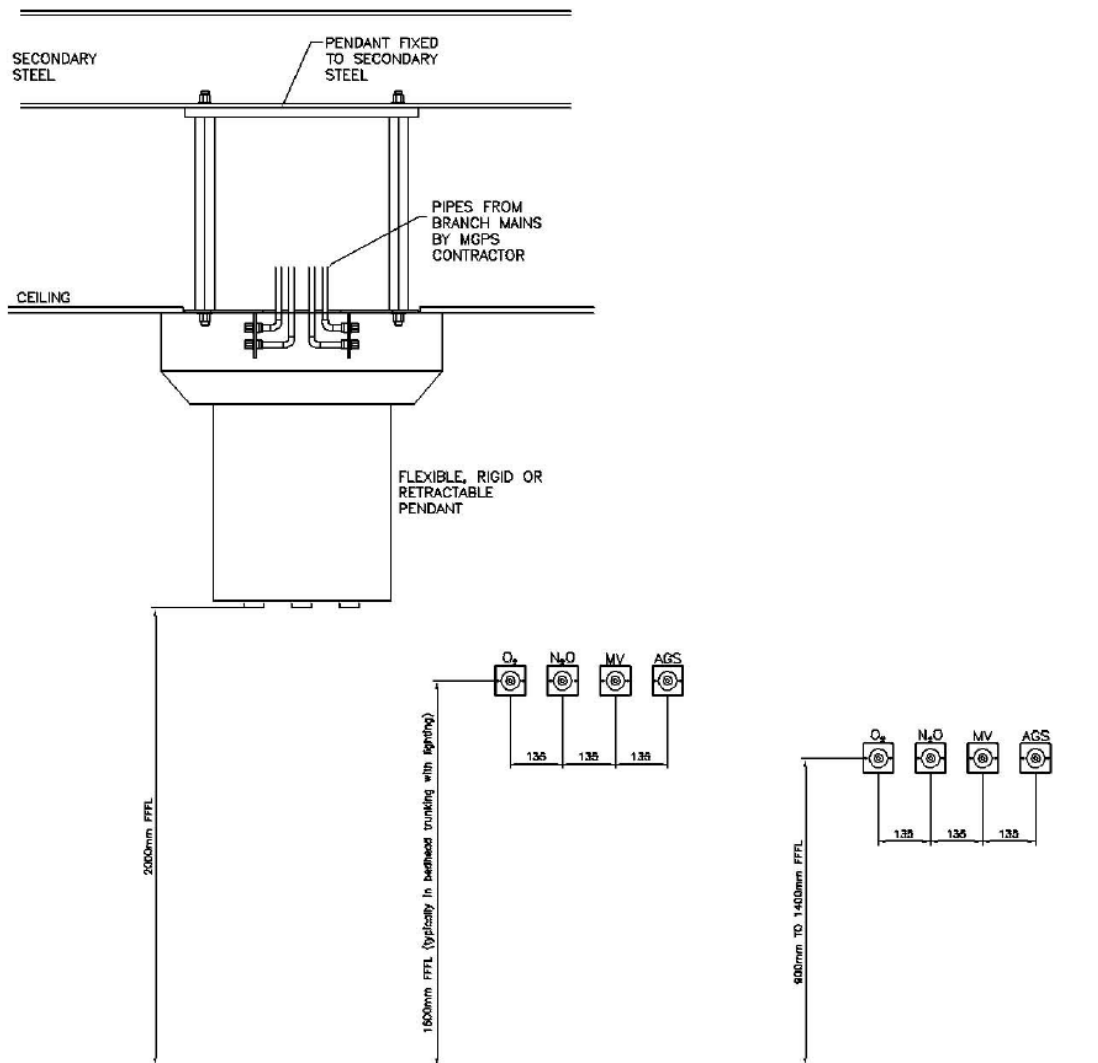 SECONDARY
STEEL
PENDANT FIXED
TO SECONDARY
STEEL
PIPES FROM
BRANCH MAINS
BY MGPS
CONTRACTOR
CEILING
FLEXIBLE, RIGID OR
RETRACTABLE
PENDANT
2000mm FFFL
O₂ N₂O MV AGS
135 135 135
1600mm FFFL (typically in bedhead trunking with lighting)
O₂ N₂O MV AGS
135 135 135
900mm TO 1400mm FFFL